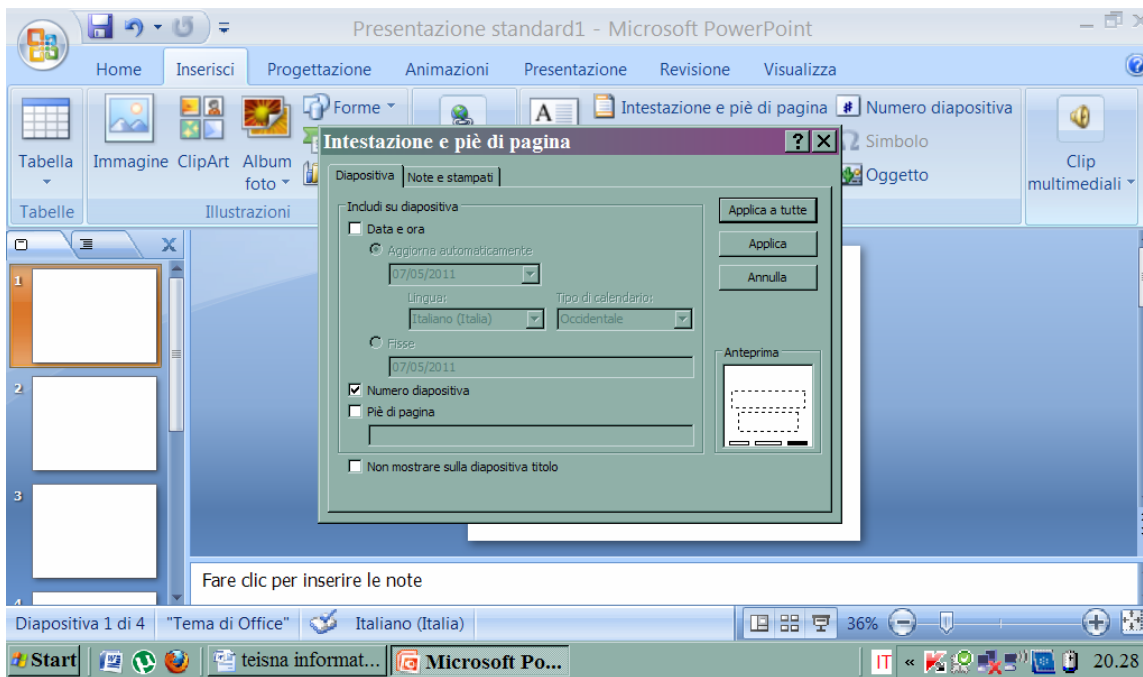 Presentazione standard1 - Microsoft PowerPoint
Home Inserisci Progettazione Animazioni Presentazione Revisione Visualizza
Forme Intestazione e piè di pagina # Numero diapositiva
Simbolo
Tabella Immagine ClipArt Album foto Oggetto Clip multimediali
Tabelle Illustrazioni
Intestazione e piè di pagina
Diapositiva Note e stampati
Includi su diapositiva
Data e ora
Aggiorna automaticamente
07/05/2011
Lingua: Tipo di calendario:
Italiano (Italia) Occidentale
Fisse
07/05/2011
Numero diapositiva
Piè di pagina
Non mostrare sulla diapositiva titolo
Applica a tutte
Applica
Annulla
Anteprima
1
2
3
Fare clic per inserire le note
Diapositiva 1 di 4 "Tema di Office" Italiano (Italia) 36%
Start teisna informat... Microsoft Po... IT « 20.28